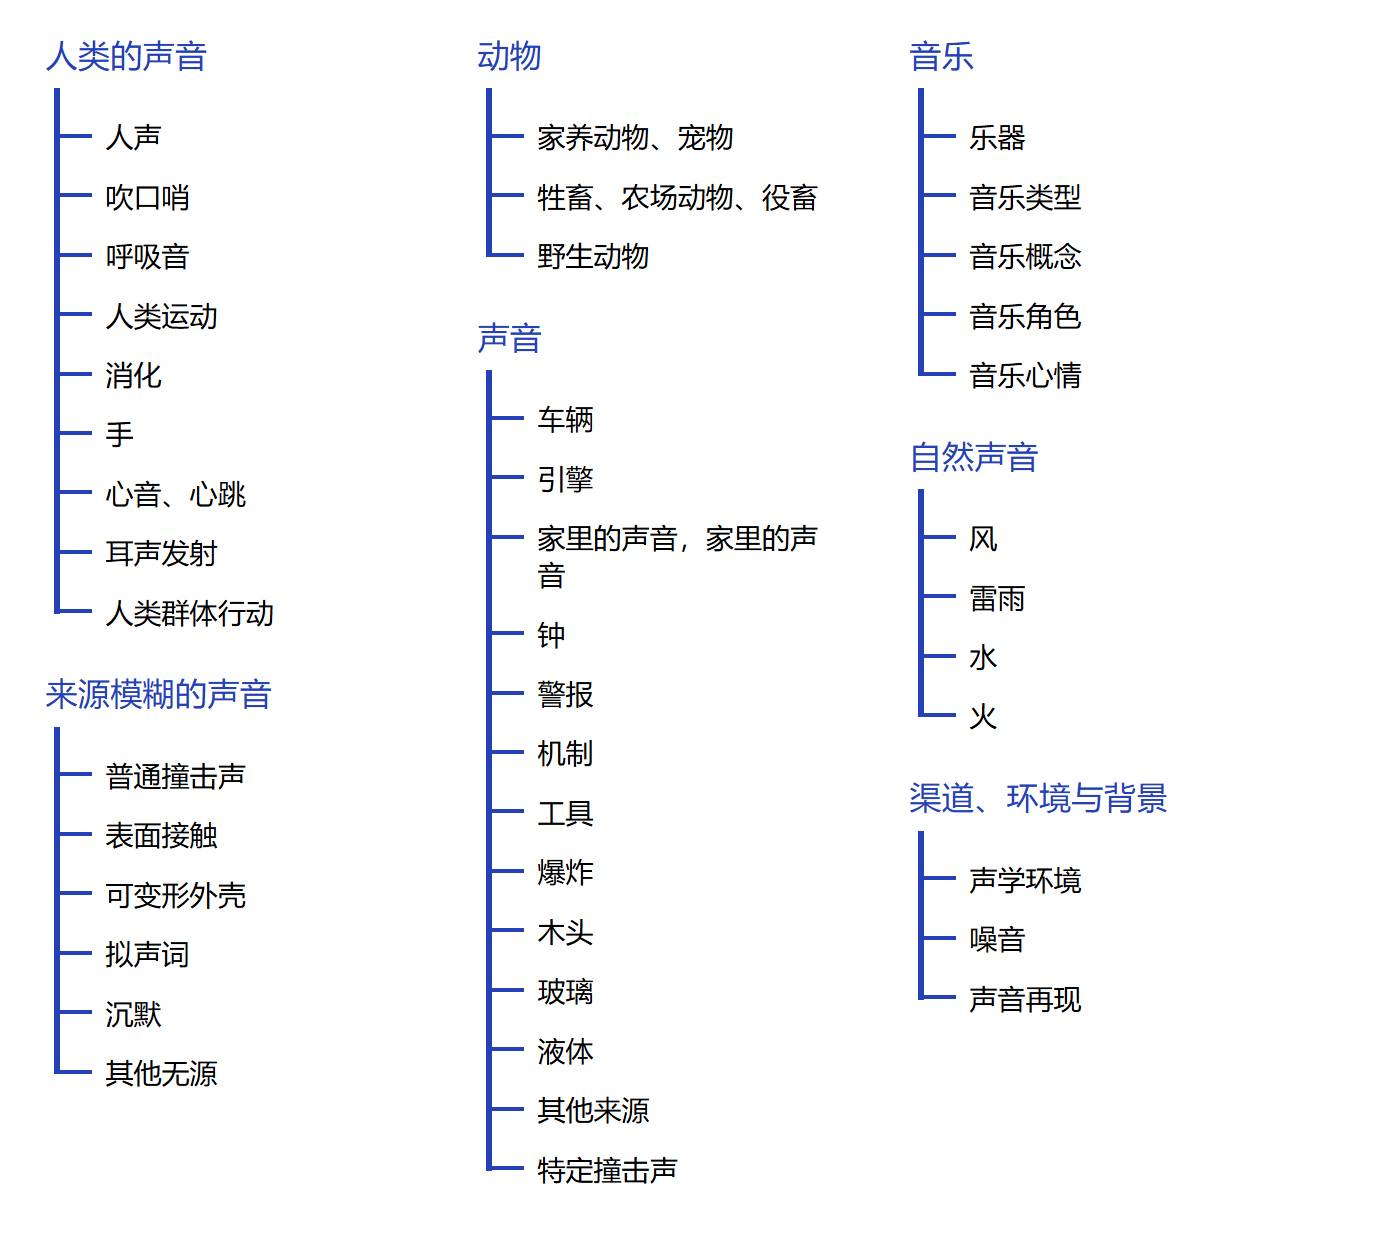 人类的声音
人声
吹口哨
呼吸音
人类运动
消化
手
心音、心跳
耳声发射
人类群体行动
来源模糊的声音
普通撞击声
表面接触
可变形外壳
拟声词
沉默
其他无源
动物
家养动物、宠物
牲畜、农场动物、役畜
野生动物
声音
车辆
引擎
家里的声音，家里的声
音
钟
警报
机制
工具
爆炸
木头
玻璃
液体
其他来源
特定撞击声
音乐
乐器
音乐类型
音乐概念
音乐角色
音乐心情
自然声音
风
雷雨
水
火
渠道、环境与背景
声学环境
噪音
声音再现